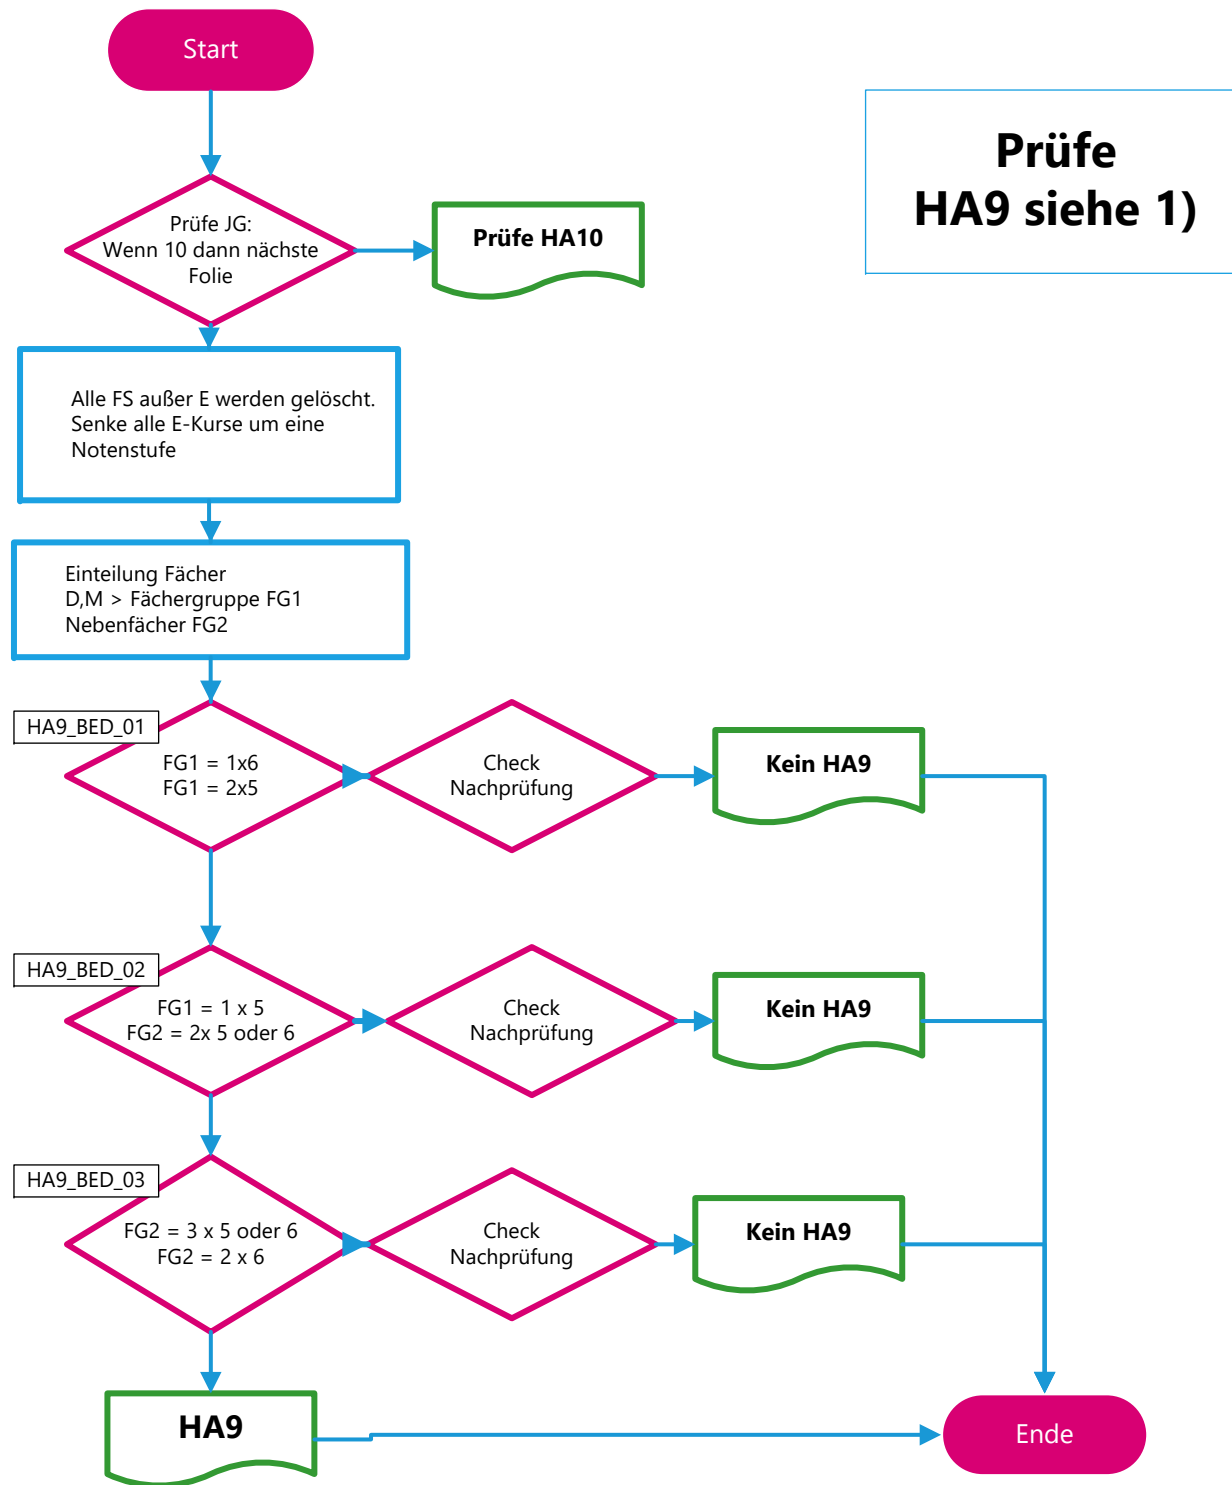 Start
Prüfe
HA9 siehe 1)
Prüfe JG:
Wenn 10 dann nächste
Folie
Prüfe HA10
Alle FS außer E werden gelöscht.
Senke alle E-Kurse um eine
Notenstufe
Einteilung Fächer
D,M > Fächergruppe FG1
Nebenfächer FG2
HA9_BED_01
FG1 = 1x6
FG1 = 2x5
Check
Nachprüfung
Kein HA9
HA9_BED_02
FG1 = 1 x 5
FG2 = 2x 5 oder 6
Check
Nachprüfung
Kein HA9
HA9_BED_03
FG2 = 3 x 5 oder 6
FG2 = 2 x 6
Check
Nachprüfung
Kein HA9
HA9
Ende